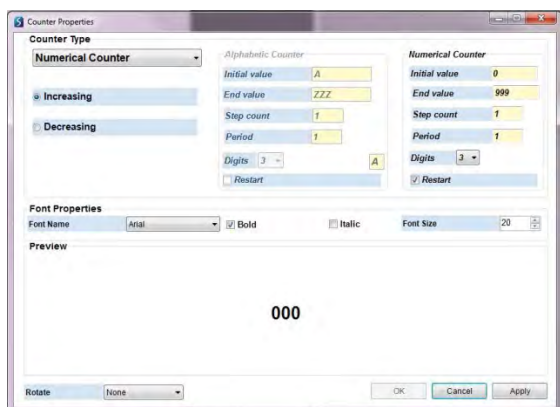 Counter Properties
Counter Type
Numerical Counter
Increasing
Decreasing
Alphabetic Counter
Initial value A
End value ZZZ
Step count 1
Period 1
Digits 3 A
Restart
Numerical Counter
Initial value 0
End value 999
Step count 1
Period 1
Digits 3
Restart
Font Properties
Font Name Arial Bold Italic Font Size 20
Preview
000
Rotate None OK Cancel Apply